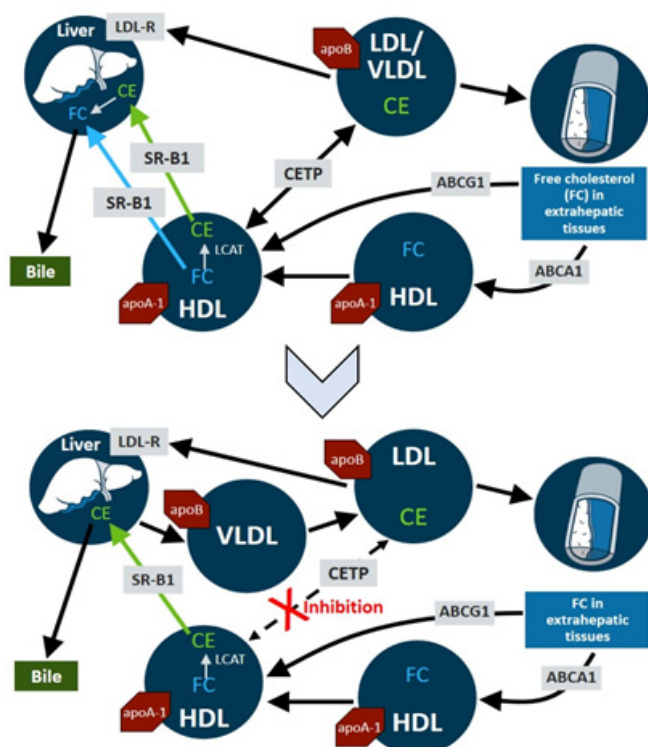 Liver
LDL-R
apoB
LDL/
VLDL
CE
CE
FC
SR-B1
SR-B1
CETP
ABCG1
Free cholesterol
(FC) in
extrahepatic
tissues
CE
LCAT
FC
HDL
apoA-1
FC
HDL
apoA-1
ABCA1
Bile
Liver
LDL-R
CE
apoB
VLDL
apoB
LDL
CE
SR-B1
CETP
Inhibition
ABCG1
FC in
extrahepatic
tissues
CE
LCAT
FC
HDL
apoA-1
FC
HDL
apoA-1
ABCA1
Bile